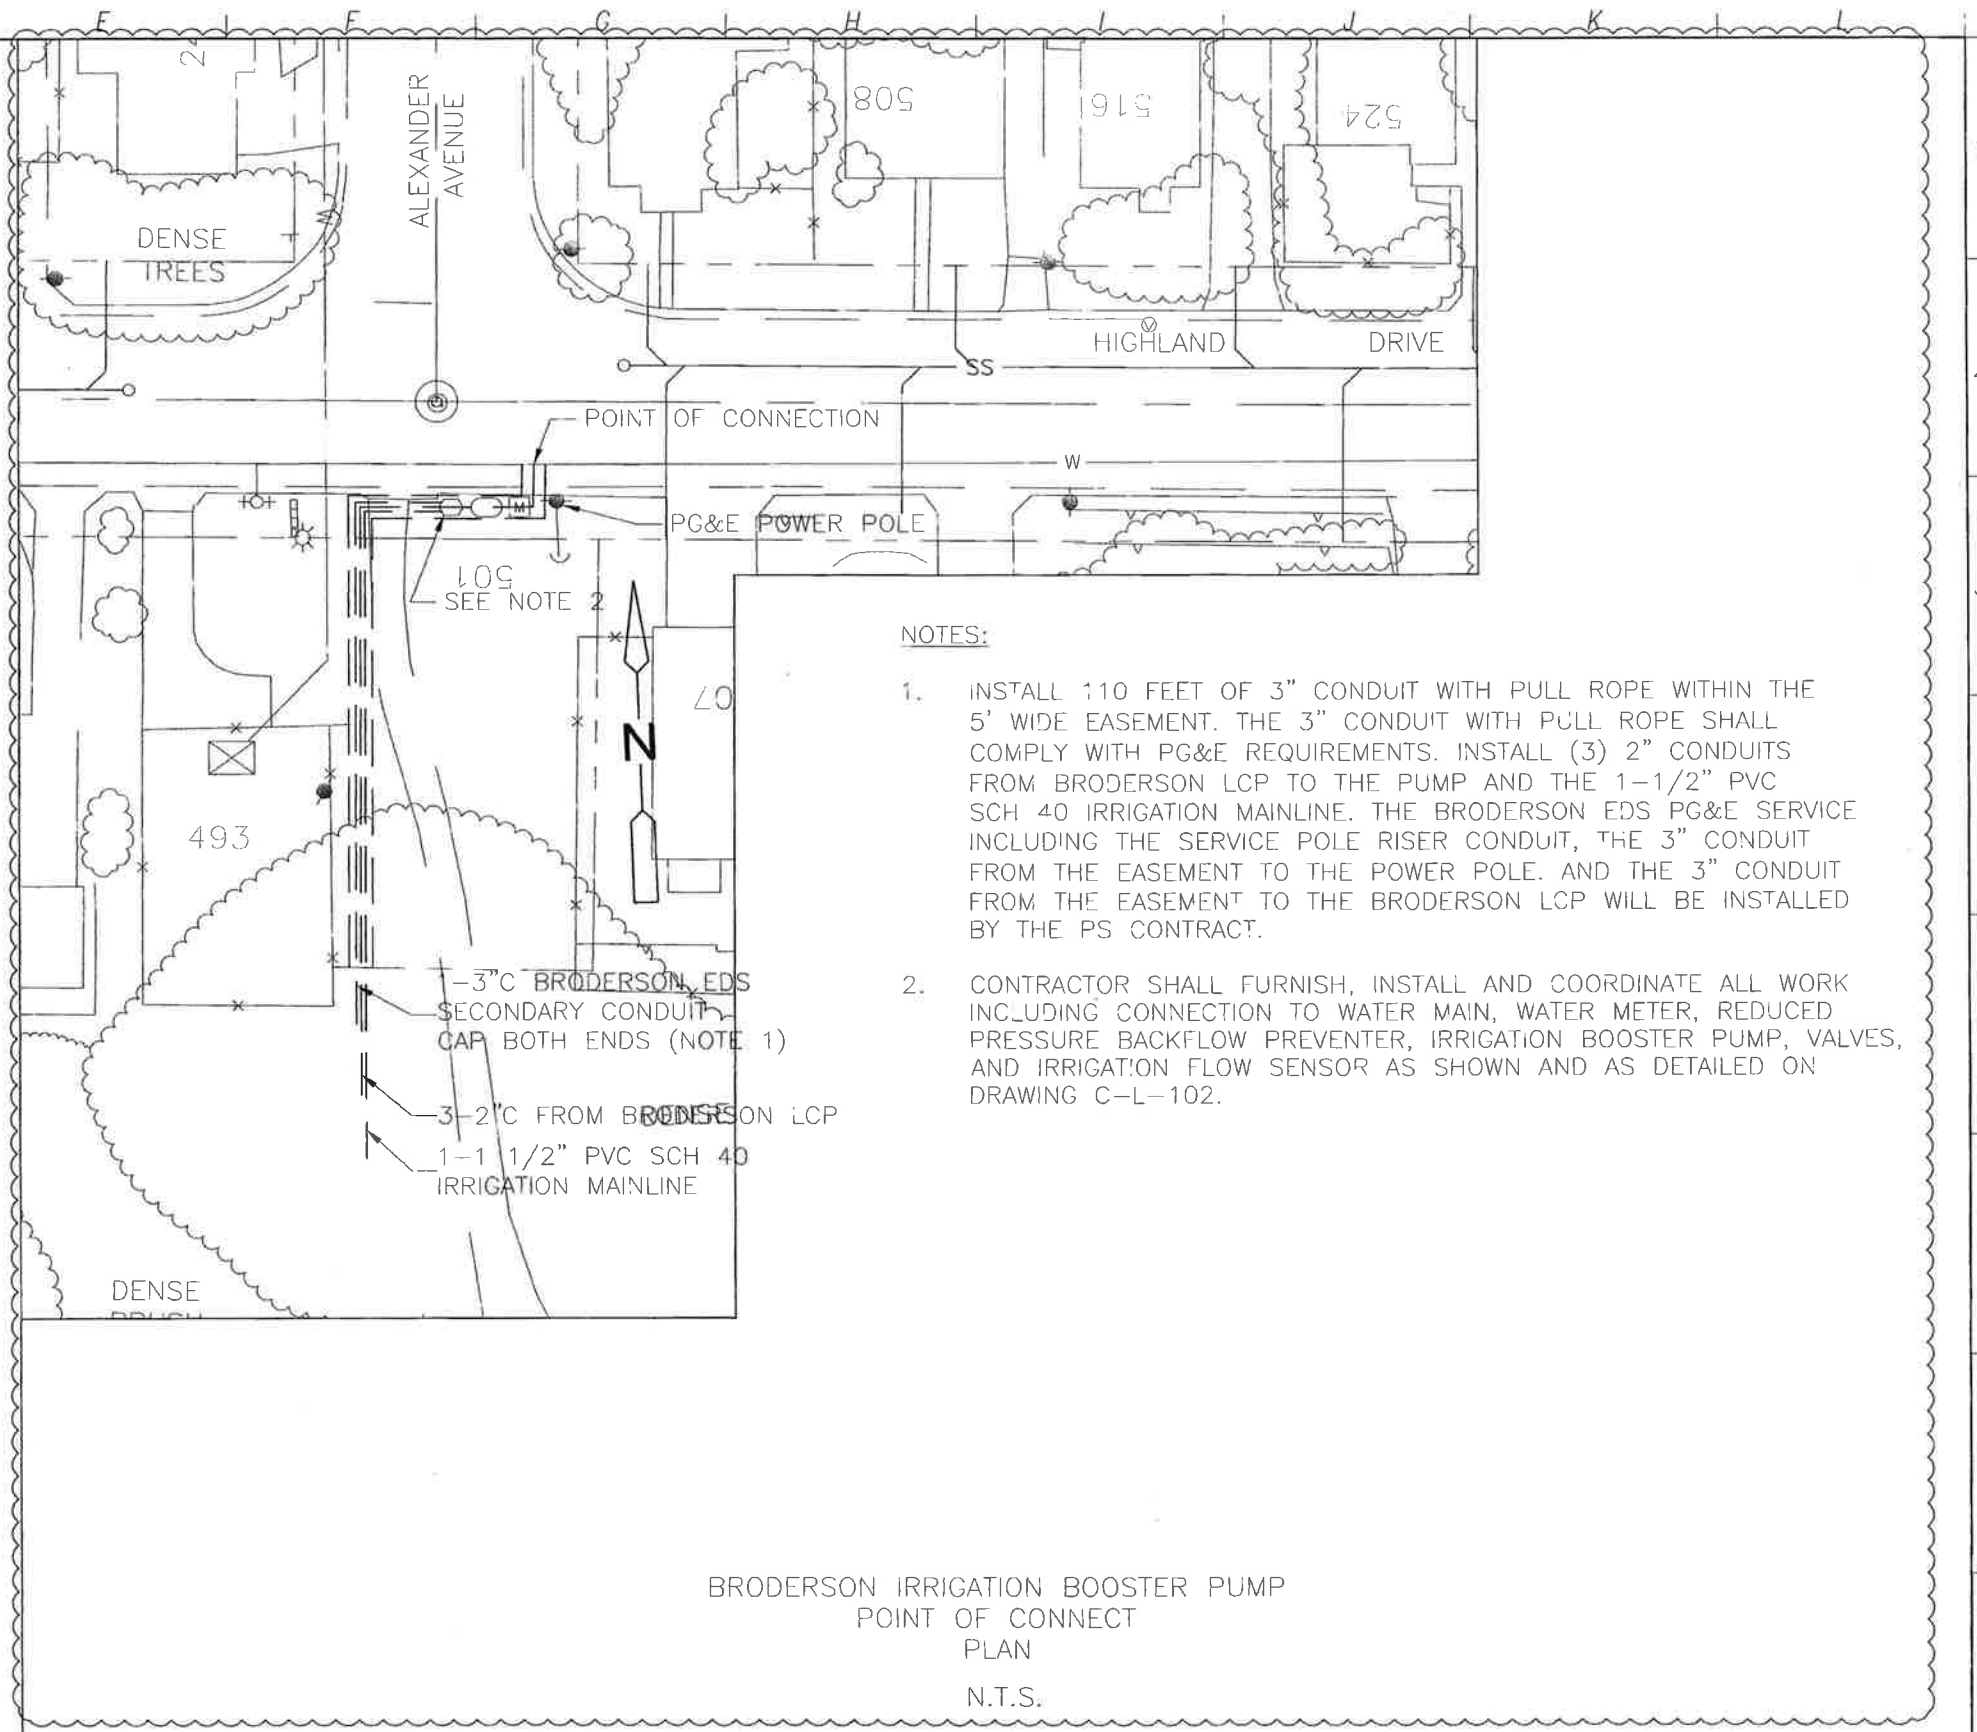 E F G H I J K L
ALEXANDER
AVENUE
508
516
524
DENSE
TREES
HIGHLAND DRIVE
SS
POINT OF CONNECTION
W
M
PG&E POWER POLE
501
SEE NOTE 2
N
493
1-3"C BRODERSON EDS
SECONDARY CONDUIT
CAP BOTH ENDS (NOTE 1)
3-2"C FROM BRODERSON LCP
DENSE
1-1 1/2" PVC SCH 40
IRRIGATION MAINLINE
DENSE
NOTES:
1. INSTALL 110 FEET OF 3" CONDUIT WITH PULL ROPE WITHIN THE
5' WIDE EASEMENT. THE 3" CONDUIT WITH PULL ROPE SHALL
COMPLY WITH PG&E REQUIREMENTS. INSTALL (3) 2" CONDUITS
FROM BRODERSON LCP TO THE PUMP AND THE 1-1/2" PVC
SCH 40 IRRIGATION MAINLINE. THE BRODERSON EDS PG&E SERVICE
INCLUDING THE SERVICE POLE RISER CONDUIT, THE 3" CONDUIT
FROM THE EASEMENT TO THE POWER POLE. AND THE 3" CONDUIT
FROM THE EASEMENT TO THE BRODERSON LCP WILL BE INSTALLED
BY THE PS CONTRACT.
2. CONTRACTOR SHALL FURNISH, INSTALL AND COORDINATE ALL WORK
INCLUDING CONNECTION TO WATER MAIN, WATER METER, REDUCED
PRESSURE BACKFLOW PREVENTER, IRRIGATION BOOSTER PUMP, VALVES,
AND IRRIGATION FLOW SENSOR AS SHOWN AND AS DETAILED ON
DRAWING C-L-102.
BRODERSON IRRIGATION BOOSTER PUMP
POINT OF CONNECT
PLAN
N.T.S.